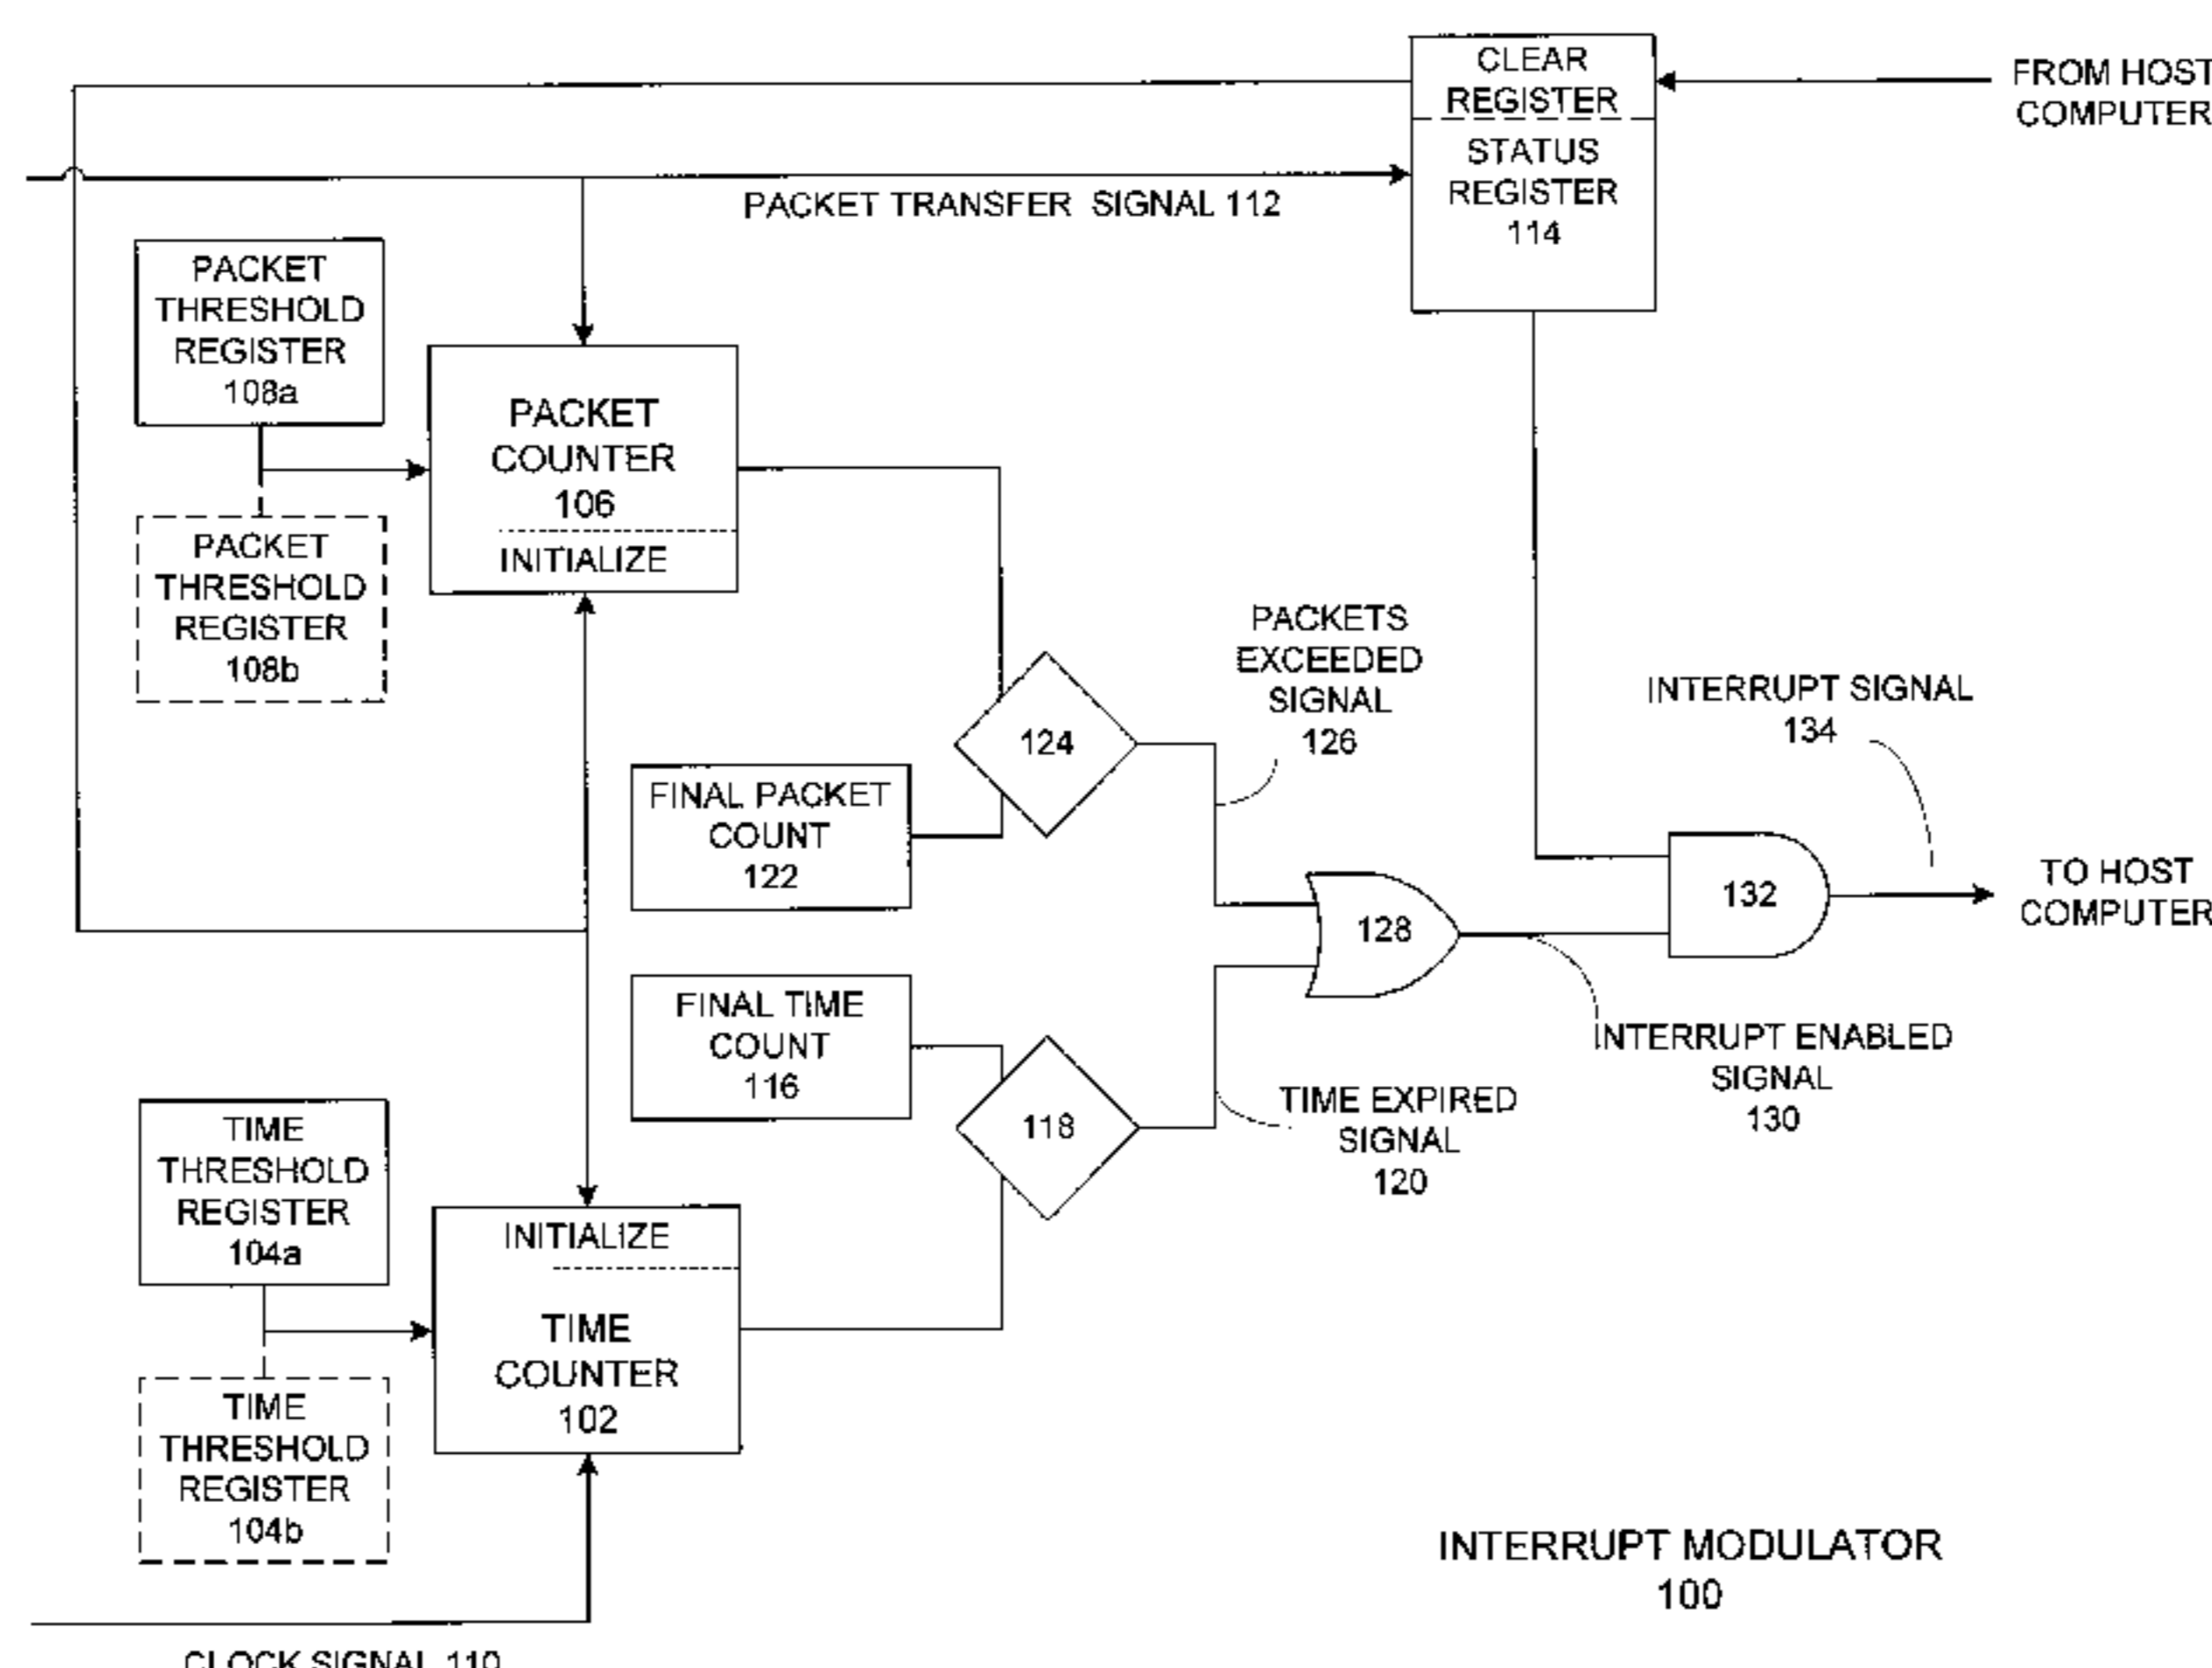 CLEAR
REGISTER
FROM HOST
COMPUTER
STATUS
REGISTER
114
PACKET TRANSFER SIGNAL 112
PACKET
THRESHOLD
REGISTER
108a
PACKET
COUNTER
106
INITIALIZE
PACKET
THRESHOLD
REGISTER
108b
PACKETS
EXCEEDED
SIGNAL
126
INTERRUPT SIGNAL
134
124
FINAL PACKET
COUNT
122
128
132
TO HOST
COMPUTER
FINAL TIME
COUNT
116
118
INTERRUPT ENABLED
SIGNAL
130
TIME EXPIRED
SIGNAL
120
TIME
THRESHOLD
REGISTER
104a
INITIALIZE
TIME
COUNTER
102
TIME
THRESHOLD
REGISTER
104b
INTERRUPT MODULATOR
100
CLOCK SIGNAL 110